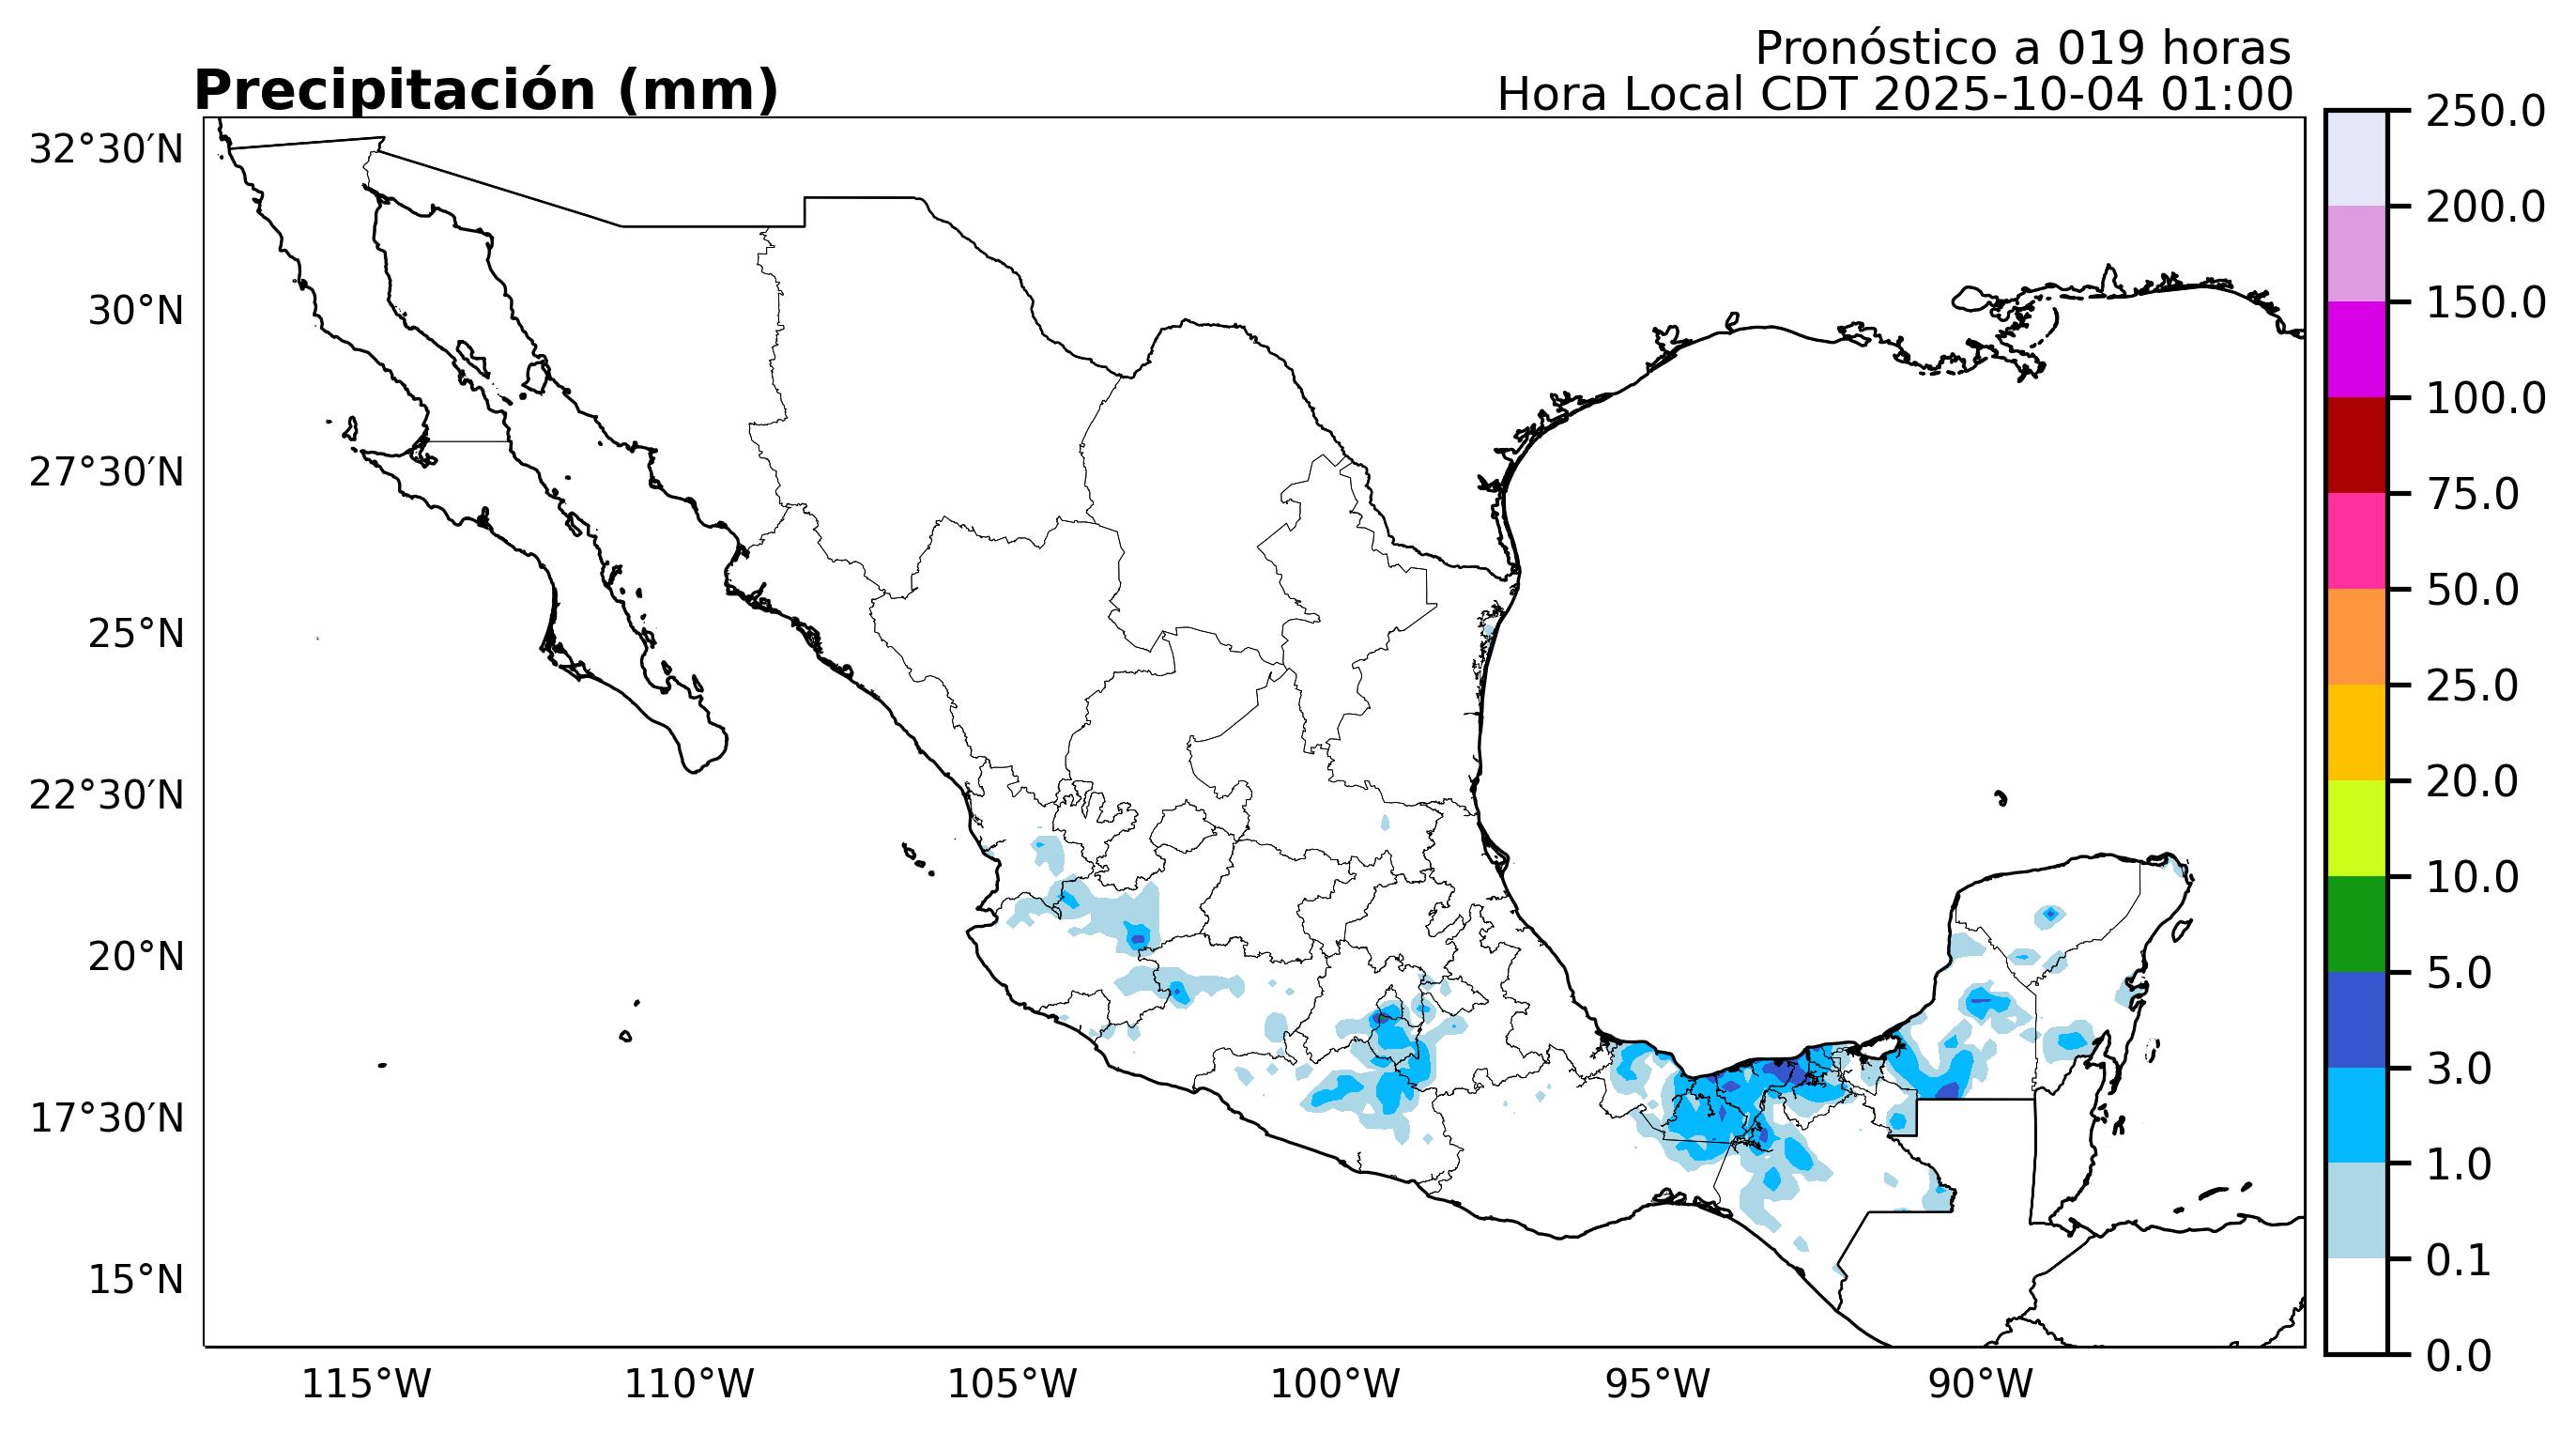 Pronóstico a 019 horas
Precipitación (mm)
Hora Local CDT 2025-10-04 01:00
32°30′N
30°N
27°30′N
25°N
22°30′N
20°N
17°30′N
15°N
115°W
110°W
105°W
100°W
95°W
90°W
250.0
200.0
150.0
100.0
75.0
50.0
25.0
20.0
10.0
5.0
3.0
1.0
0.1
0.0